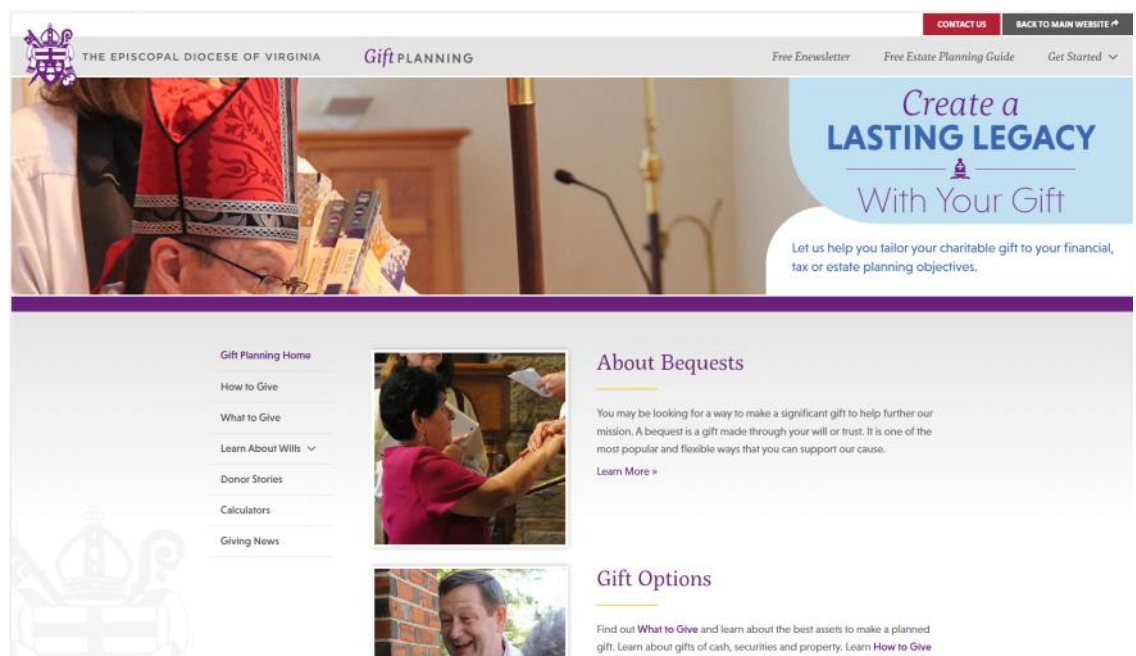 CONTACT US
BACK TO MAIN WEBSITE
THE EPISCOPAL DIOCESE OF VIRGINIA
Gift PLANNING
Free Enewsletter
Free Estate Planning Guide
Get Started
Create a
LASTING LEGACY
With Your Gift
Let us help you tailor your charitable gift to your financial,
tax or estate planning objectives.
Gift Planning Home
How to Give
What to Give
Learn About Wills
Donor Stories
Calculators
Giving News
About Bequests
You may be looking for a way to make a significant gift to help further our
mission. A bequest is a gift made through your will or trust. It is one of the
most popular and flexible ways that you can support our cause.
Learn More »
Gift Options
Find out What to Give and learn about the best assets to make a planned
gift. Learn about gifts of cash, securities and property. Learn How to Give